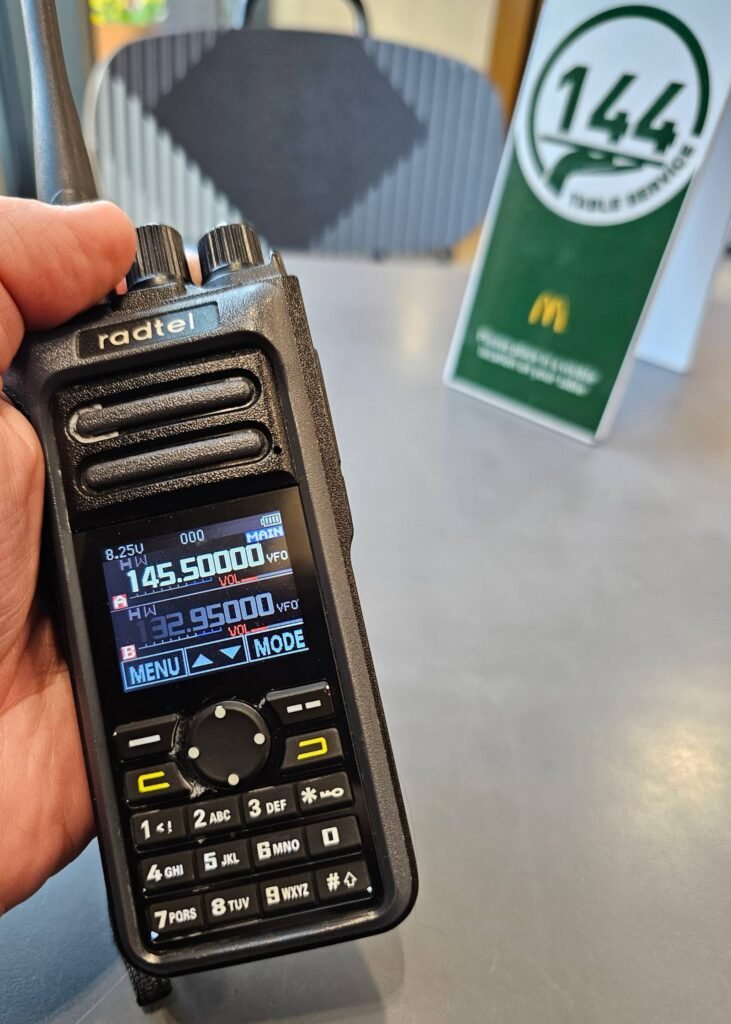 144
TABLE SERVICE
radtel
8.25V 000
H W MAIN
145.50000 VFO
VOL
A
H W
132.95000 VFO
VOL
B
MENU MODE
1 <!
2 ABC
3 DEF
*
4 GHI
5 JKL
6 MNO
0
7 PQRS
8 TUV
9 WXYZ
#